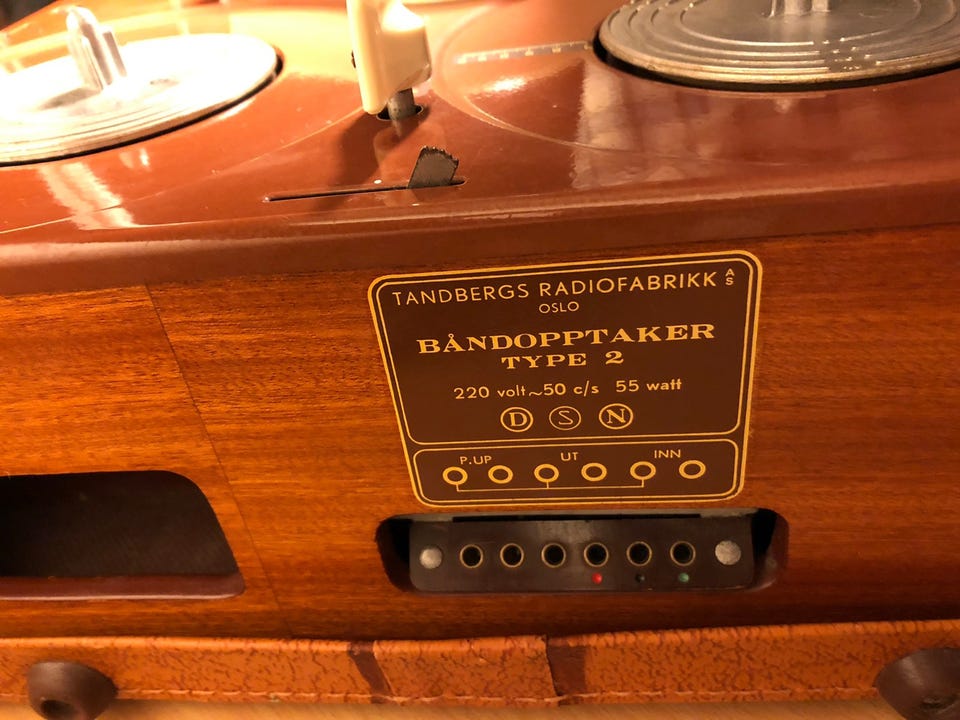 TANDBERGS RADIOFABRIKK A/S
OSLO
BÅNDOPPTAKER
TYPE 2
220 volt~50 c/s 55 watt
D S N
P.UP UT INN